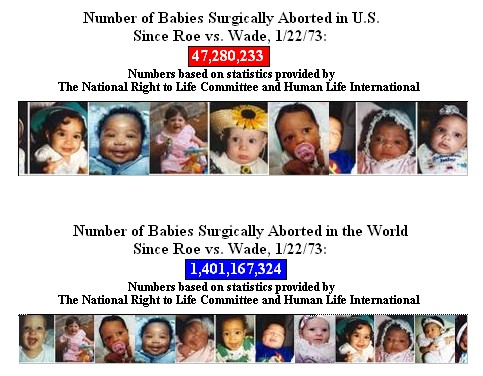 Number of Babies Surgically Aborted in U.S.
Since Roe vs. Wade, 1/22/73:
47,280,233
Numbers based on statistics provided by
The National Right to Life Committee and Human Life International
Number of Babies Surgically Aborted in the World
Since Roe vs. Wade, 1/22/73:
1,401,167,324
Numbers based on statistics provided by
The National Right to Life Committee and Human Life International